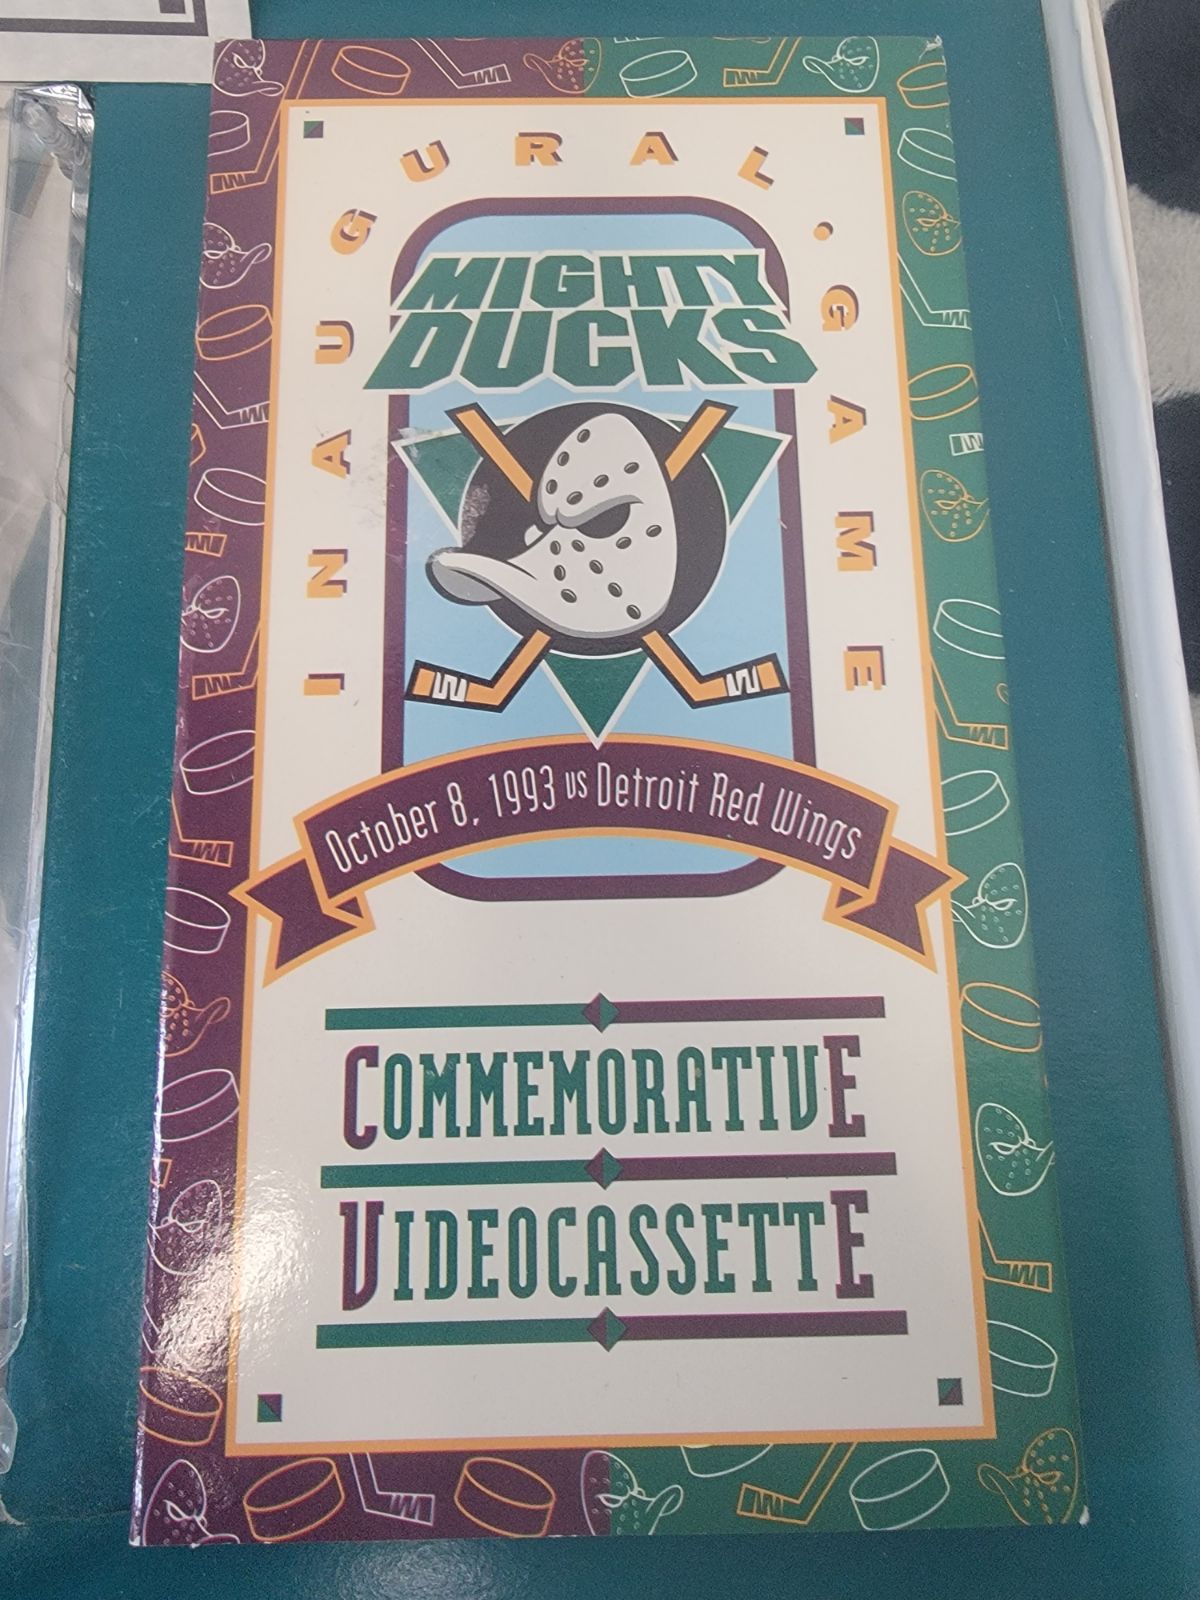 INAUGURAL·GAME
MIGHTY
DUCKS
October 8, 1993 vs Detroit Red Wings
COMMEMORATIVE
VIDEOCASSETTE